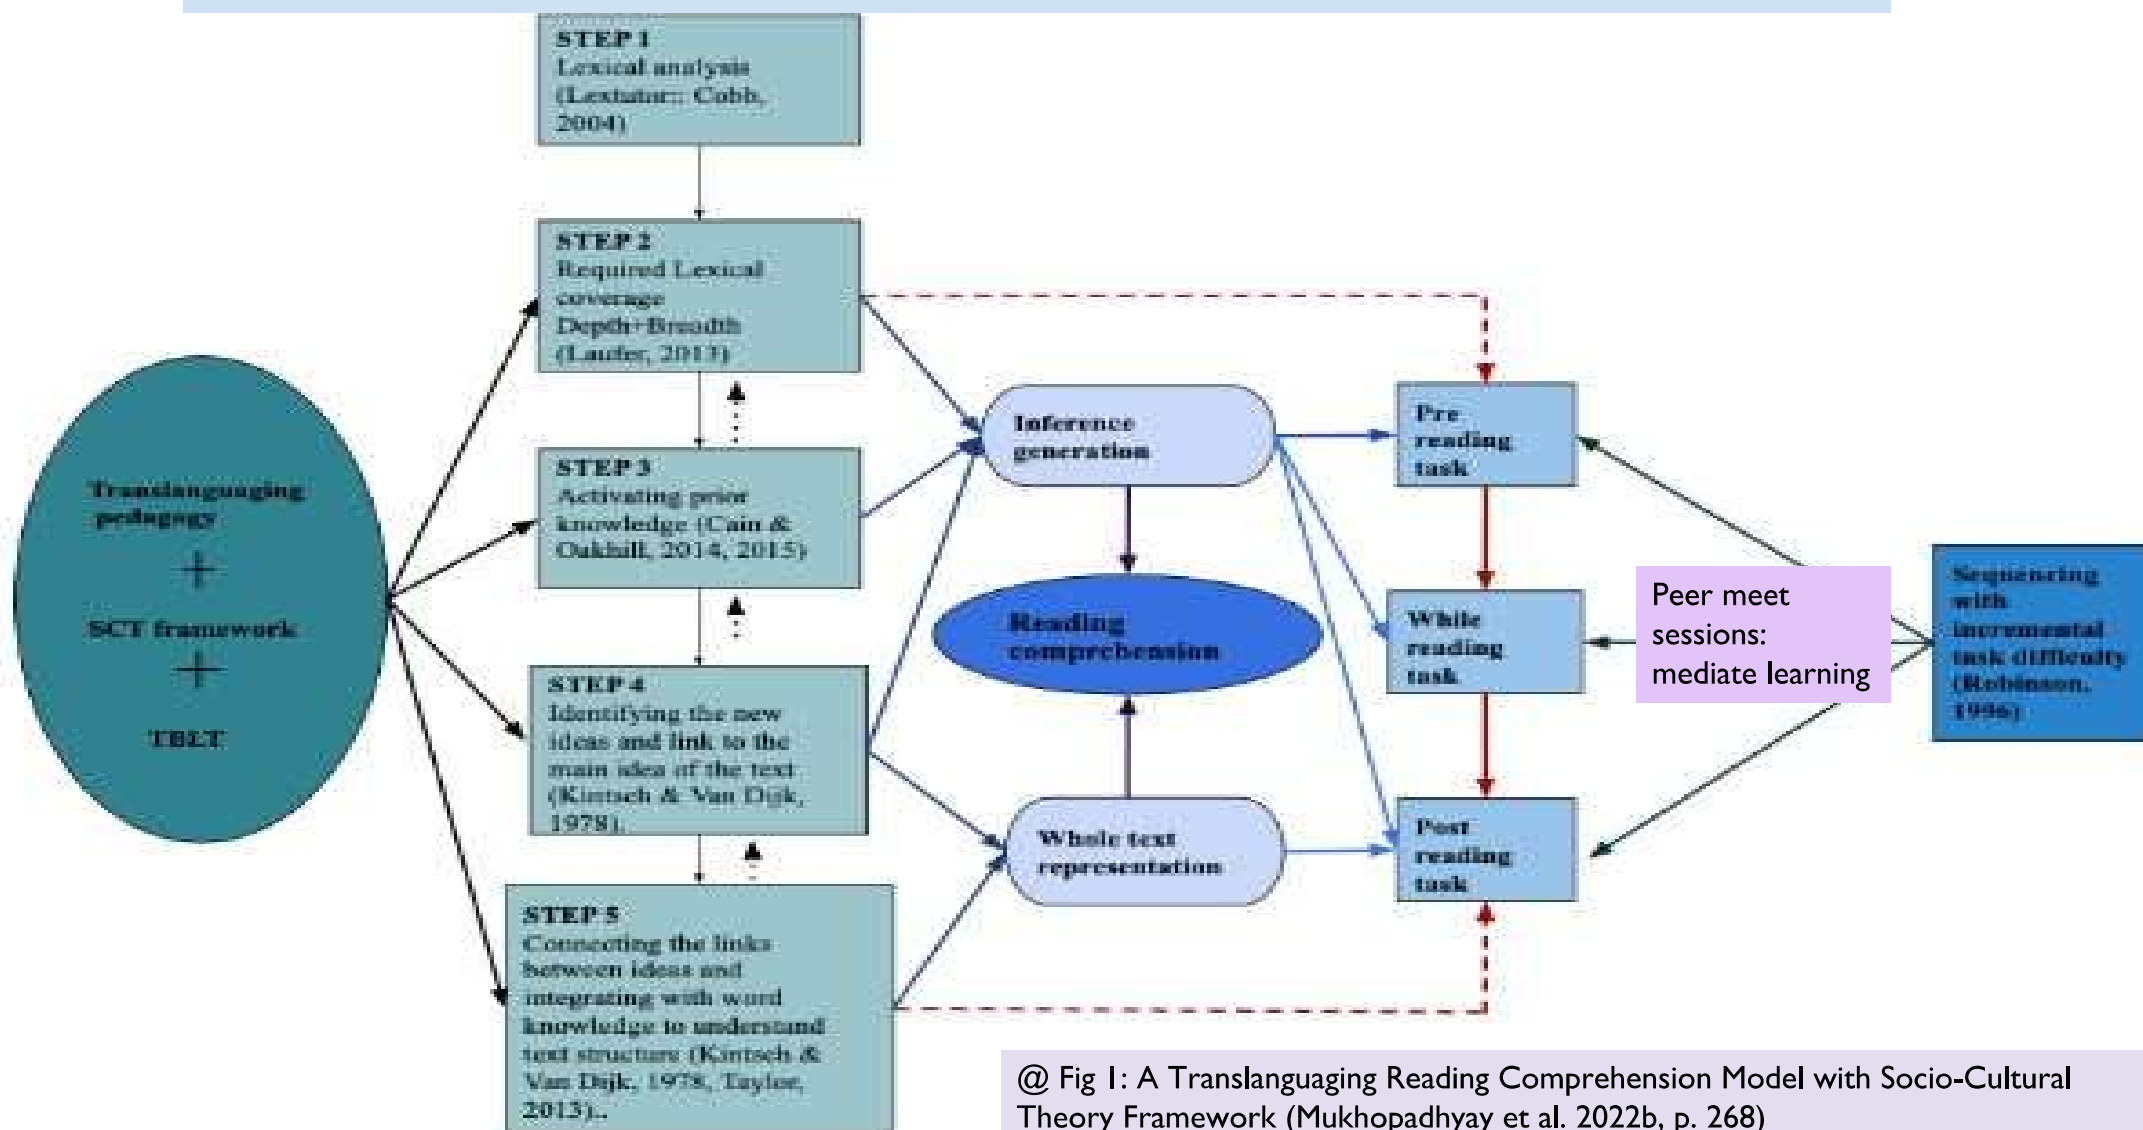 STEP 1
Lexical analysis
(Lextutor:: Cobb,
2004)
STEP 2
Required Lexical
coverage
Depth+Breadth
(Laufer, 2013)
STEP 3
Activating prior
knowledge (Cain &
Oakhill, 2014, 2015)
STEP 4
Identifying the new
ideas and link to the
main idea of the text
(Kintsch & Van Dijk,
1978).
STEP 5
Connecting the links
between ideas and
integrating with word
knowledge to understand
text structure (Kintsch &
Van Dijk, 1978, Taylor,
2013)..
Translanguaging
pedagogy
+
SCT framework
+
TBLT
Inference
generation
Reading
comprehension
Whole text
representation
Pre
reading
task
While
reading
task
Post
reading
task
Peer meet
sessions:
mediate learning
Sequencing
with
incremental
task difficulty
(Robinson,
1996)
@ Fig 1: A Translanguaging Reading Comprehension Model with Socio-Cultural
Theory Framework (Mukhopadhyay et al. 2022b, p. 268)